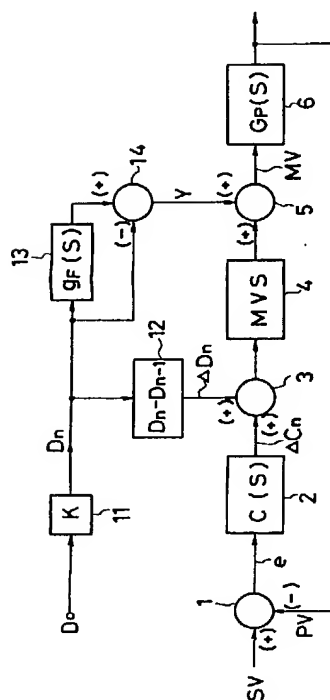 D₀
K
11
Dn
13
gF(S)
(+)
14
(-)
Y
12
Dn-Dn-1
ΔDn
SV
(+)
1
(-)
PV
e
C(S)
2
ΔCn
(+)
(+)
3
MVS
4
(+)
(+)
5
MV
GP(S)
6